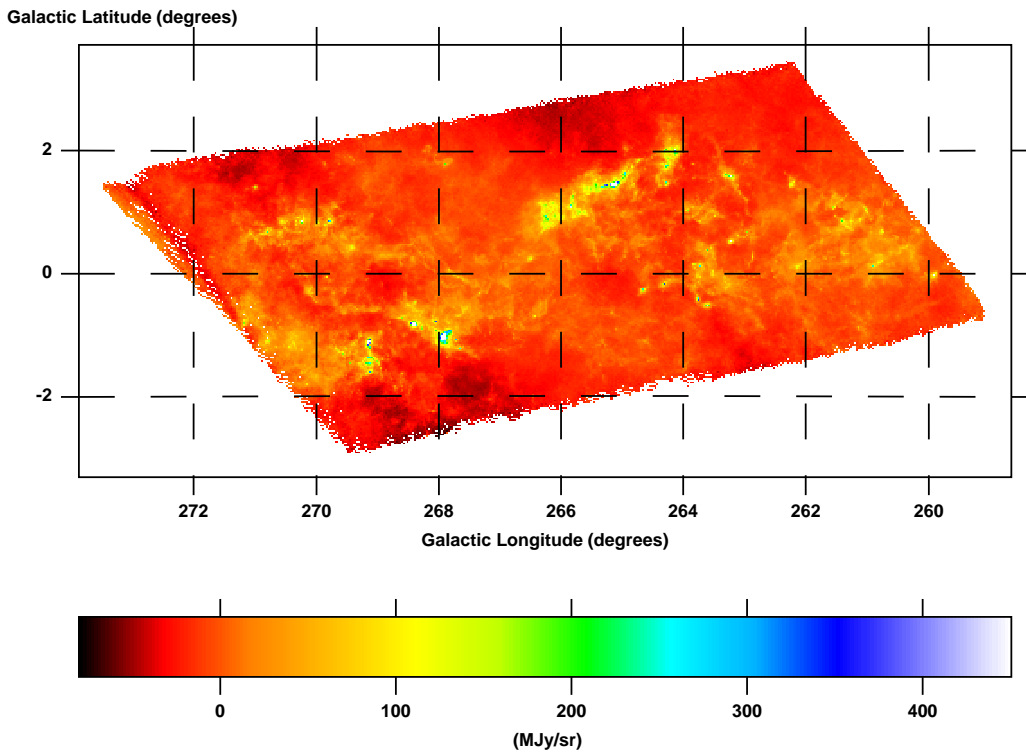 Galactic Latitude (degrees)
2
0
-2
272 270 268 266 264 262 260
Galactic Longitude (degrees)
0 100 200 300 400
(MJy/sr)